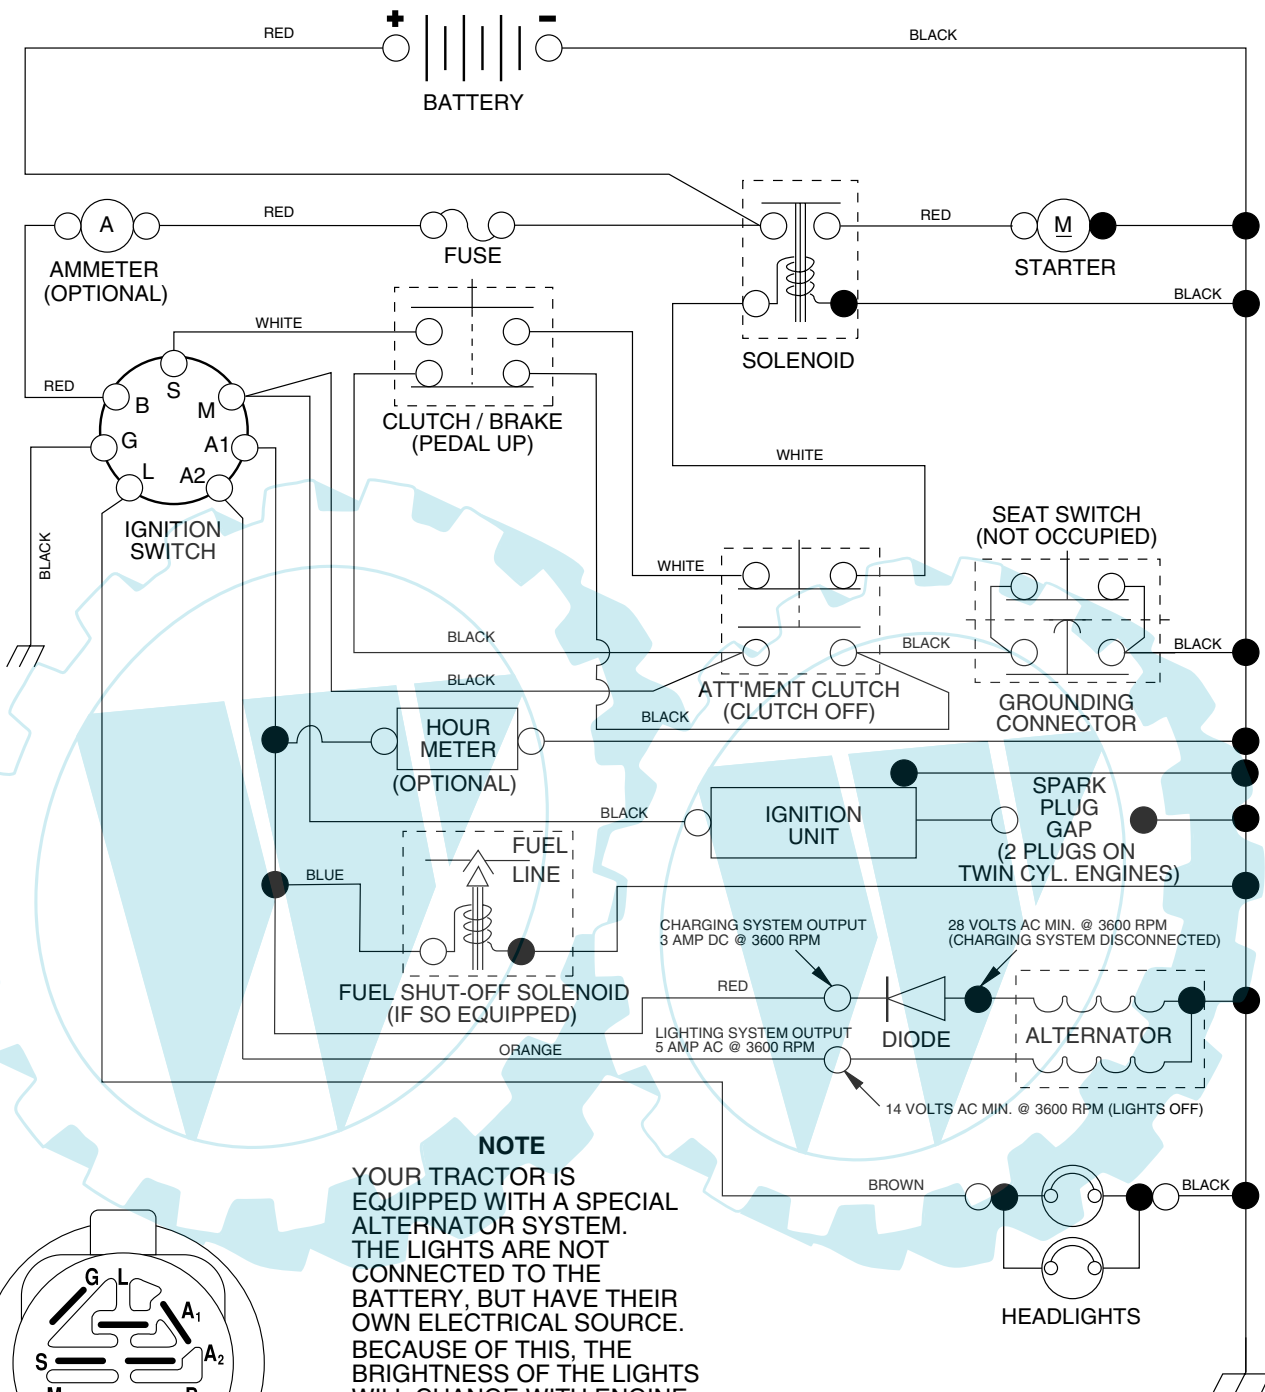 RED
+
-
BLACK
BATTERY
A
RED
FUSE
RED
M
STARTER
AMMETER
(OPTIONAL)
BLACK
WHITE
SOLENOID
RED
S
B
M
G
A1
L
A2
CLUTCH / BRAKE
(PEDAL UP)
WHITE
IGNITION
SWITCH
BLACK
SEAT SWITCH
(NOT OCCUPIED)
WHITE
BLACK
BLACK
BLACK
BLACK
ATT'MENT CLUTCH
(CLUTCH OFF)
GROUNDING
CONNECTOR
BLACK
HOUR
METER
(OPTIONAL)
BLACK
IGNITION
UNIT
SPARK
PLUG
GAP
(2 PLUGS ON
TWIN CYL. ENGINES)
FUEL
LINE
BLUE
CHARGING SYSTEM OUTPUT
3 AMP DC @ 3600 RPM
28 VOLTS AC MIN. @ 3600 RPM
(CHARGING SYSTEM DISCONNECTED)
FUEL SHUT-OFF SOLENOID
(IF SO EQUIPPED)
RED
DIODE
ALTERNATOR
LIGHTING SYSTEM OUTPUT
5 AMP AC @ 3600 RPM
ORANGE
14 VOLTS AC MIN. @ 3600 RPM (LIGHTS OFF)
NOTE
YOUR TRACTOR IS
EQUIPPED WITH A SPECIAL
ALTERNATOR SYSTEM.
THE LIGHTS ARE NOT
CONNECTED TO THE
BATTERY, BUT HAVE THEIR
OWN ELECTRICAL SOURCE.
BECAUSE OF THIS, THE
BRIGHTNESS OF THE LIGHTS
WILL CHANGE WITH ENGINE
BROWN
BLACK
HEADLIGHTS
G L
A1
A2
S
M
B